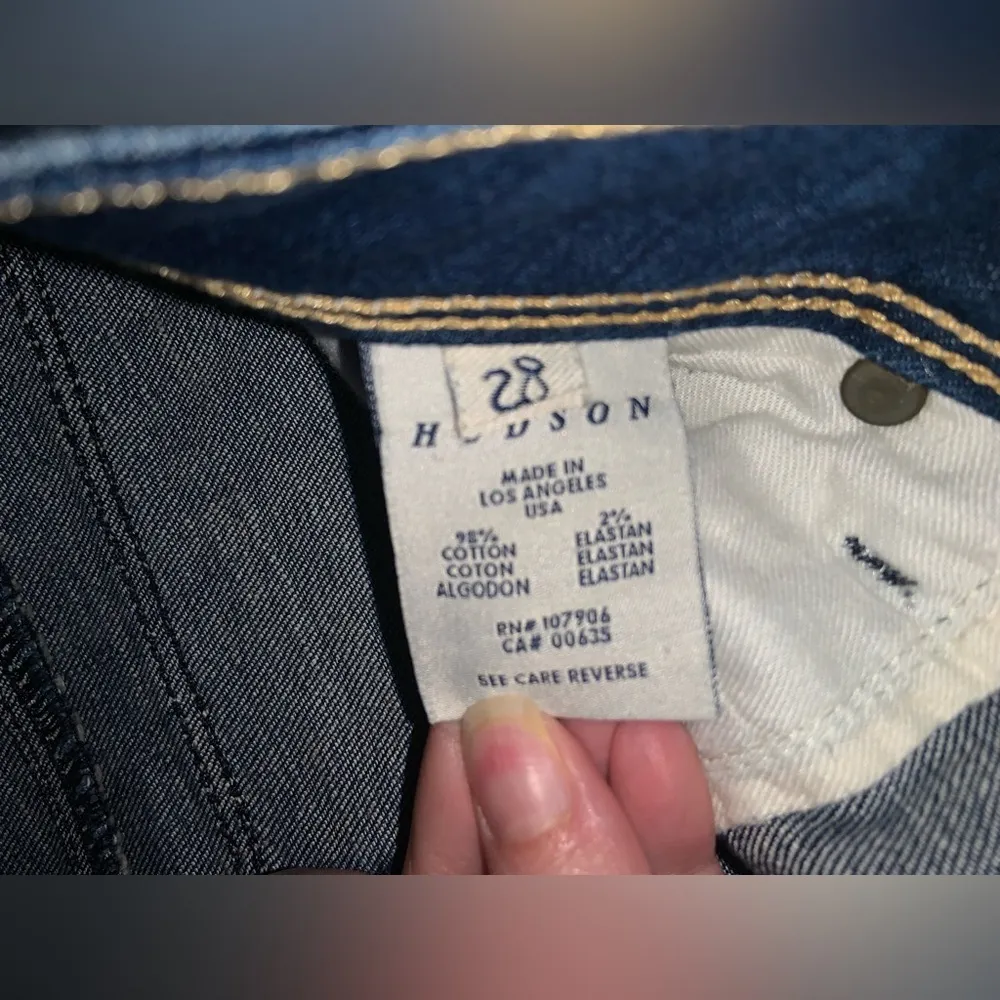 28
HUDSON
MADE IN
LOS ANGELES
USA
98% 2%
COTTON ELASTAN
COTON ELASTAN
ALGODON ELASTAN
RN# 107906
CA# 00635
SEE CARE REVERSE